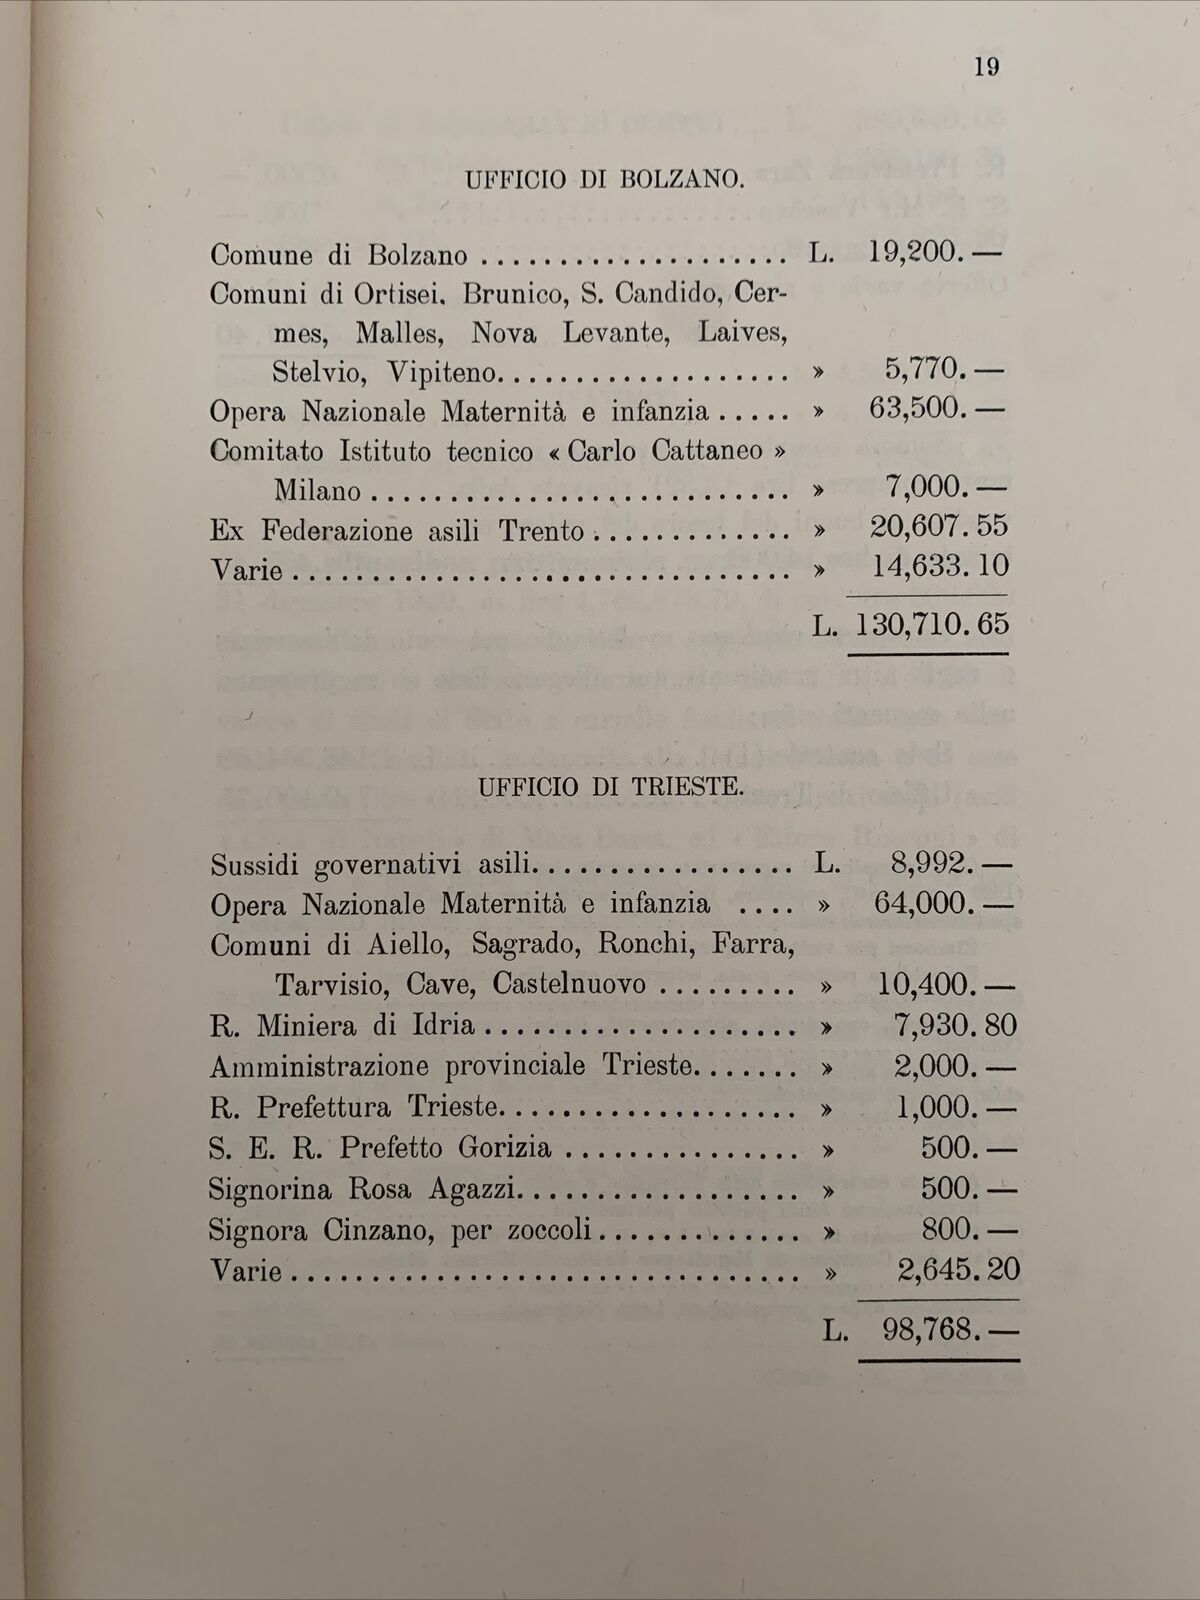 19
UFFICIO DI BOLZANO.
Comune di Bolzano .................... L. 19,200.—
Comuni di Ortisei. Brunico, S. Candido, Cer-
mes, Malles, Nova Levante, Laives,
Stelvio, Vipiteno................... » 5,770.—
Opera Nazionale Maternità e infanzia ..... » 63,500.—
Comitato Istituto tecnico « Carlo Cattaneo »
Milano ........................... » 7,000.—
Ex Federazione asili Trento ............. » 20,607.55
Varie ................................ » 14,633.10
L. 130,710.65
UFFICIO DI TRIESTE.
Sussidi governativi asili................. L. 8,992.—
Opera Nazionale Maternità e infanzia .... » 64,000.—
Comuni di Aiello, Sagrado, Ronchi, Farra,
Tarvisio, Cave, Castelnuovo ......... » 10,400.—
R. Miniera di Idria .................... » 7,930.80
Amministrazione provinciale Trieste....... » 2,000.—
R. Prefettura Trieste................... » 1,000.—
S. E. R. Prefetto Gorizia ............... » 500.—
Signorina Rosa Agazzi.................. » 500.—
Signora Cinzano, per zoccoli ............. » 800.—
Varie ................................ » 2,645.20
L. 98,768.—